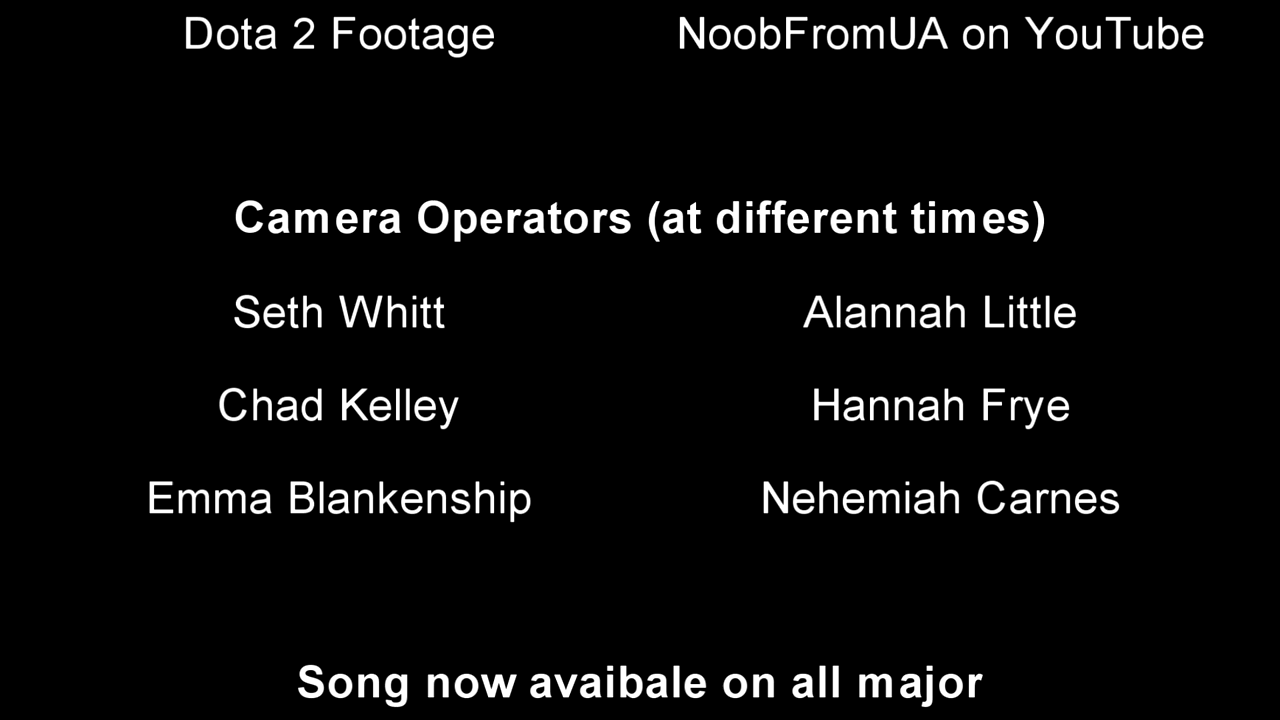 Dota 2 Footage NoobFromUA on YouTube
Camera Operators (at different times)
Seth Whitt Alannah Little
Chad Kelley Hannah Frye
Emma Blankenship Nehemiah Carnes
Song now avaibale on all major